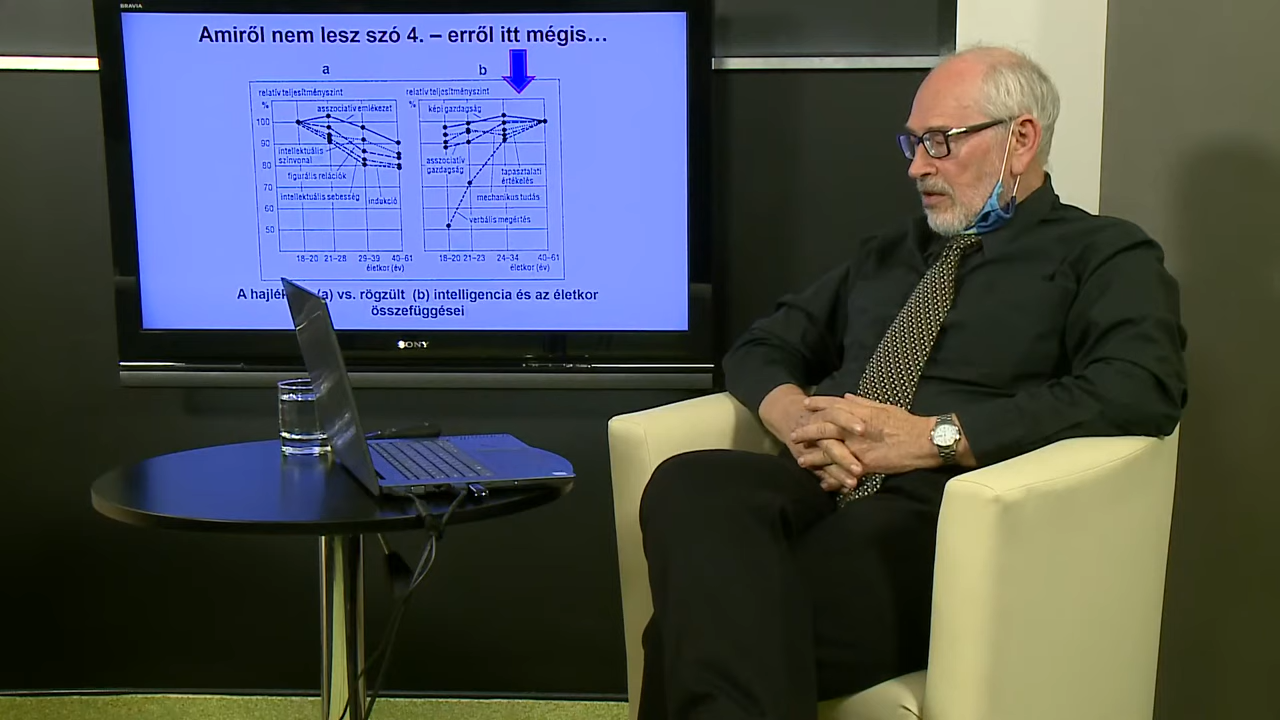 BRAVIA
Amiről nem lesz szó 4. – erről itt mégis…
a
b
relatív teljesítményszint
%
100
90
80
70
60
50
asszociatív emlékezet
intellektuális
színvonal
figurális relációk
intellektuális sebesség
indukció
18–20 21–28 29–39 40–61
életkor (év)
relatív teljesítményszint
%
képi gazdagság
asszociatív
gazdagság
tapasztalati
értékelés
mechanikus tudás
verbális megértés
18–20 21–23 24–34 40–61
életkor (év)
A (a) vs. rögzült (b) intelligencia és az életkor
összefüggései
SONY